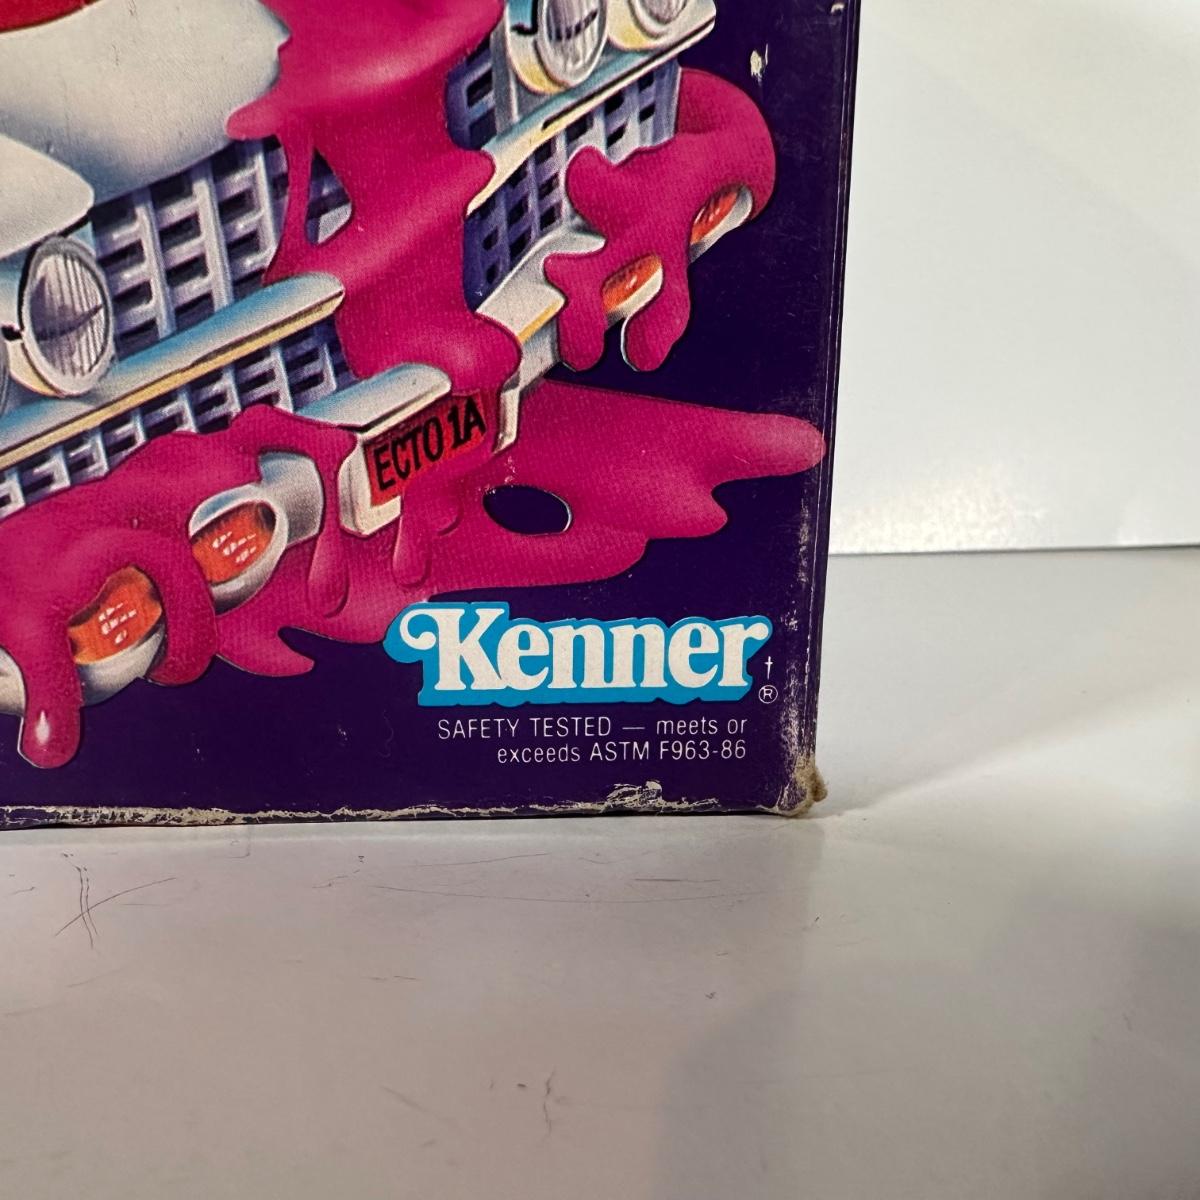 ECTO 1A
Kenner
†
®
SAFETY TESTED — meets or
exceeds ASTM F963-86